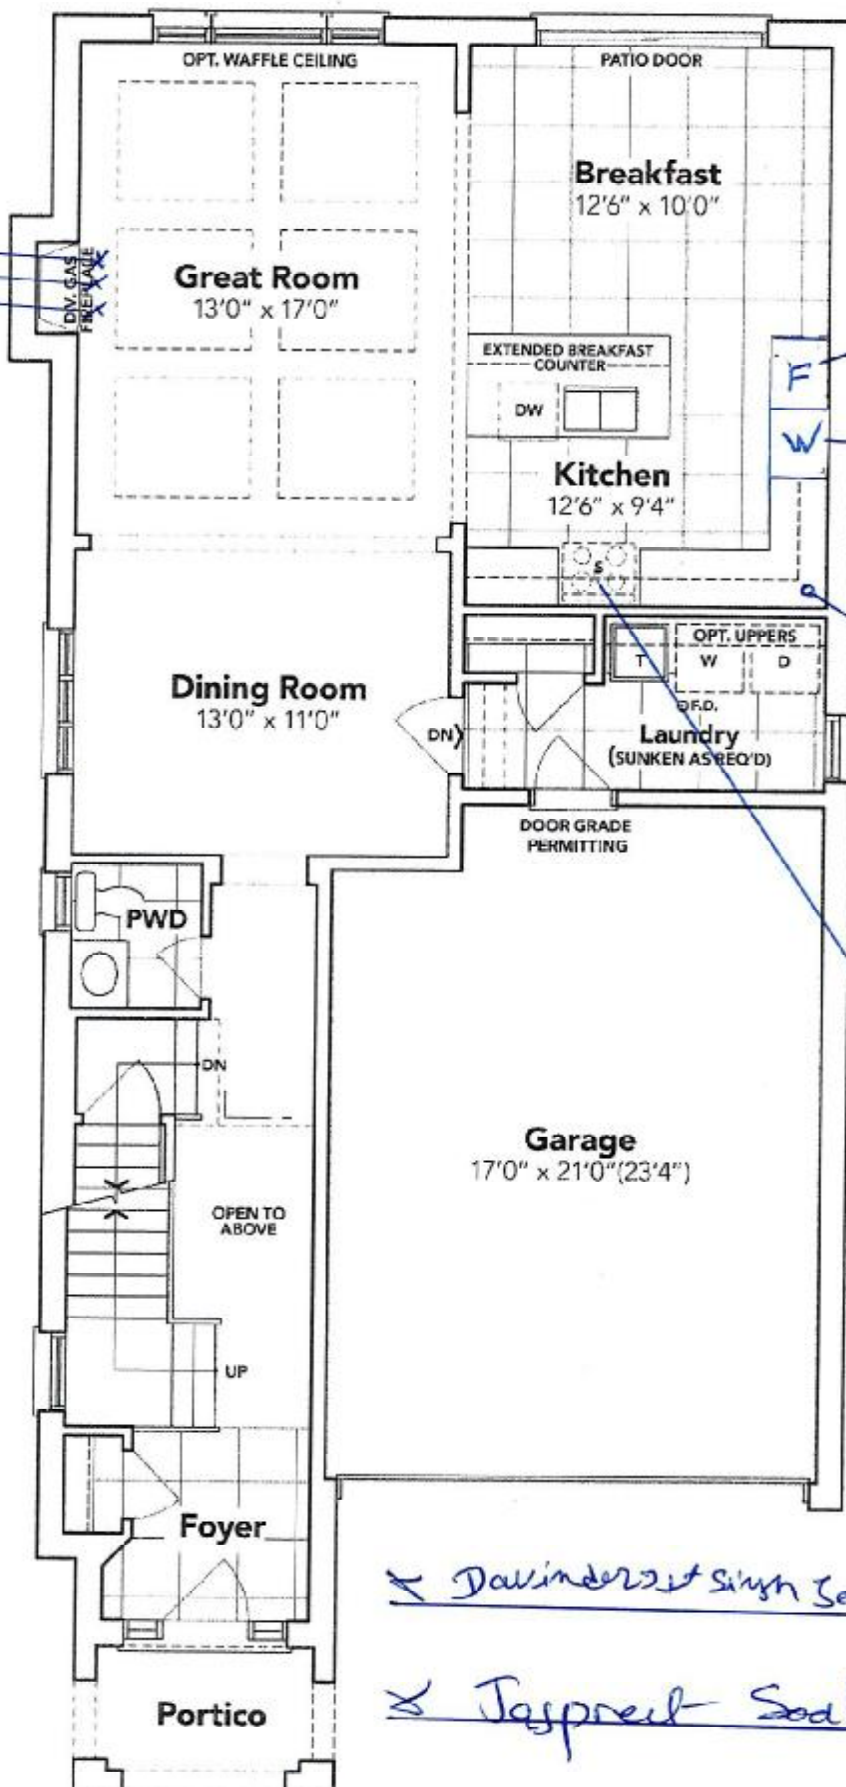 OPT. WAFFLE CEILING
PATIO DOOR
Breakfast
12'6" x 10'0"
D.V. GAS
FIREPLACE
Great Room
13'0" x 17'0"
EXTENDED BREAKFAST
COUNTER
F
DW
W
Kitchen
12'6" x 9'4"
S
OPT. UPPERS
T
W
D
F.D.
Dining Room
13'0" x 11'0"
DN
Laundry
(SUNKEN AS REQ'D)
DOOR GRADE
PERMITTING
PWD
DN
Garage
17'0" x 21'0"(23'4")
OPEN TO
ABOVE
UP
Foyer
Singh
Portico
Jaspreet Sod